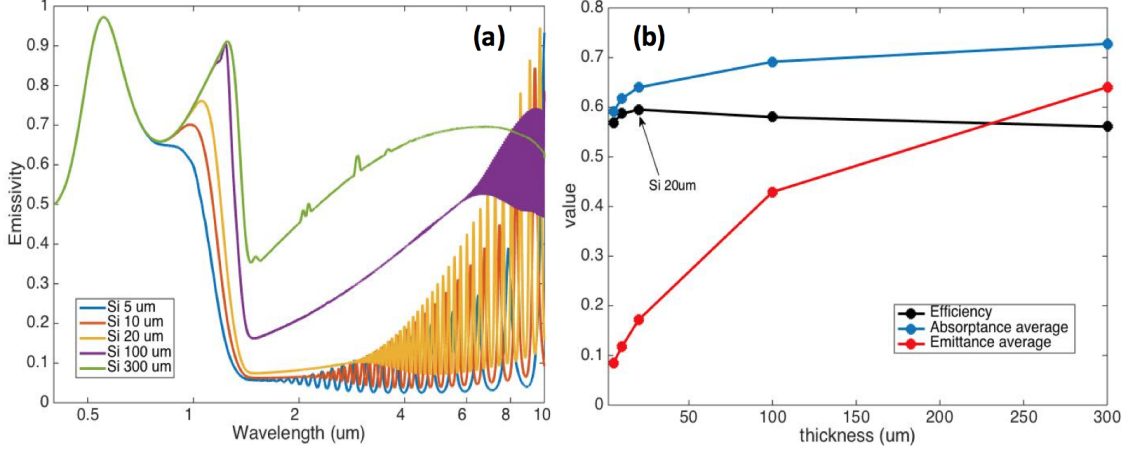 (a)
1
0.9
0.8
0.7
0.6
0.5
0.4
0.3
0.2
0.1
0
Emissivity
Si 5 um
Si 10 um
Si 20 um
Si 100 um
Si 300 um
0.5
1
2
4
6
8
10
Wavelength (um)
(b)
0.8
0.7
0.6
0.5
0.4
0.3
0.2
0.1
0
value
Si 20um
Efficiency
Absorptance average
Emittance average
50
100
150
200
250
300
thickness (um)